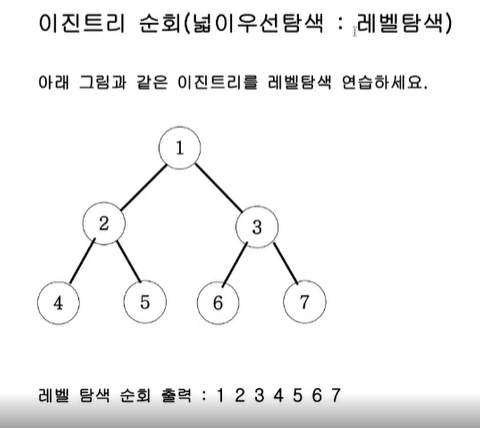 이진트리 순회(넓이우선탐색 : 레벨탐색)
아래 그림과 같은 이진트리를 레벨탐색 연습하세요.
1
2 3
4 5 6 7
레벨 탐색 순회 출력 : 1 2 3 4 5 6 7